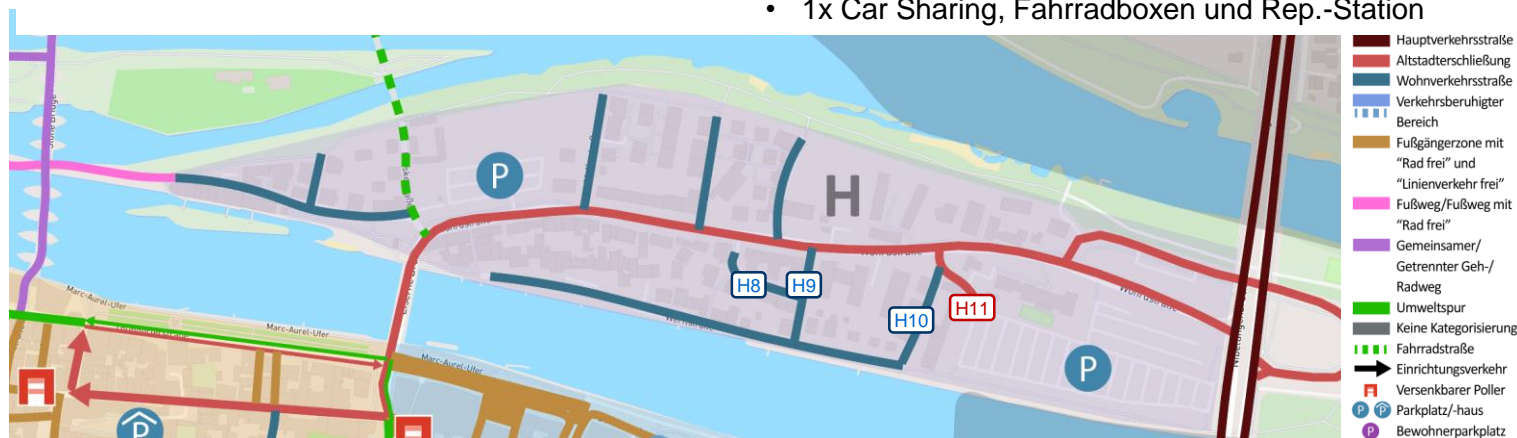 • 1x Car Sharing, Fahrradboxen und Rep.-Station
Hauptverkehrsstraße
Altstadterschließung
Wohnverkehrsstraße
Verkehrsberuhigter
Bereich
Fußgängerzone mit
"Rad frei" und
"Linienverkehr frei"
Fußweg/Fußweg mit
"Rad frei"
Gemeinsamer/
Getrennter Geh-/
Radweg
Umweltspur
Keine Kategorisierung
Fahrradstraße
Einrichtungsverkehr
Versenkbarer Poller
P P Parkplatz/-haus
P Bewohnerparkplatz
P
H
Wöhrdstraße
H8
H9
H10
H11
Wöhrdstraße
Werftstraße
P
Marc-Aurel-Ufer
Marc-Aurel-Ufer
Marc-Aurel-Ufer
P